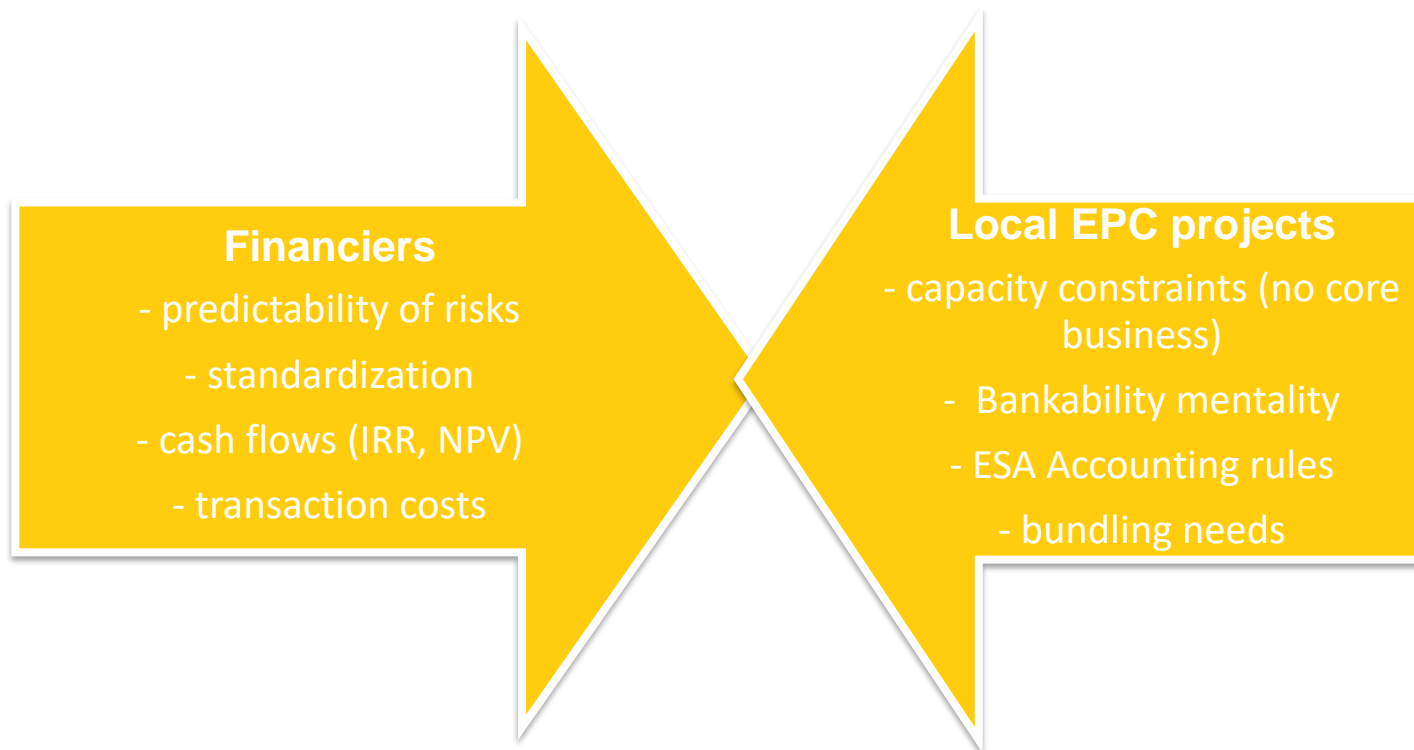 Financiers
- predictability of risks
- standardization
- cash flows (IRR, NPV)
- transaction costs
Local EPC projects
- capacity constraints (no core
business)
- Bankability mentality
- ESA Accounting rules
- bundling needs